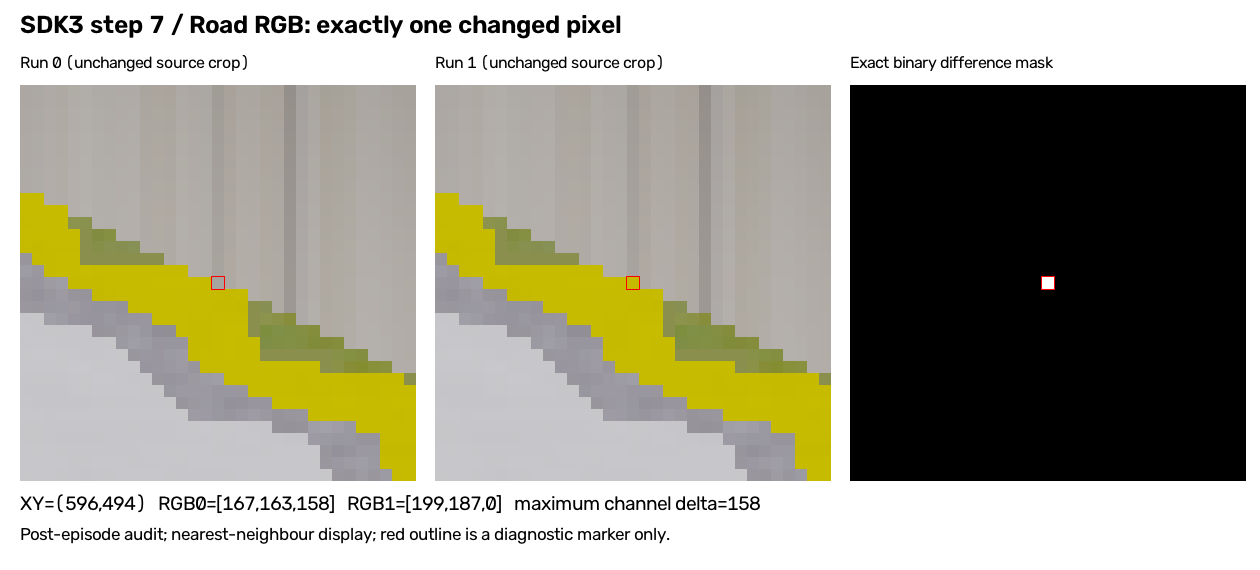 SDK3 step 7 / Road RGB: exactly one changed pixel
Run 0 (unchanged source crop)
Run 1 (unchanged source crop)
Exact binary difference mask
XY=(596,494) RGB0=[167,163,158] RGB1=[199,187,0] maximum channel delta=158
Post-episode audit; nearest-neighbour display; red outline is a diagnostic marker only.